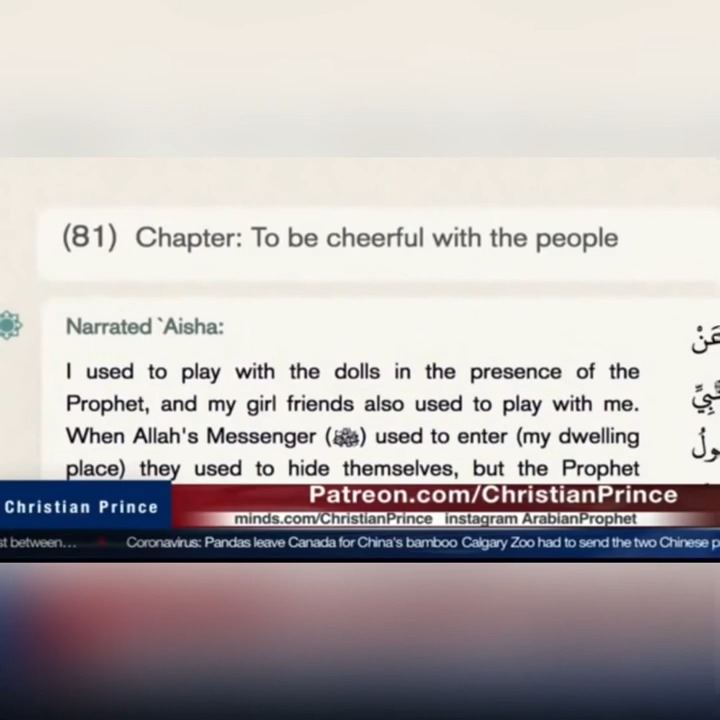 (81) Chapter: To be cheerful with the people
Narrated `Aisha:
I used to play with the dolls in the presence of the
Prophet, and my girl friends also used to play with me.
When Allah's Messenger (ﷺ) used to enter (my dwelling
place) they used to hide themselves, but the Prophet
عَنْ
Christian Prince
Patreon.com/ChristianPrince
minds.com/ChristianPrince instagram ArabianProphet
st between...
Coronavirus: Pandas leave Canada for China's bamboo Calgary Zoo had to send the two Chinese p